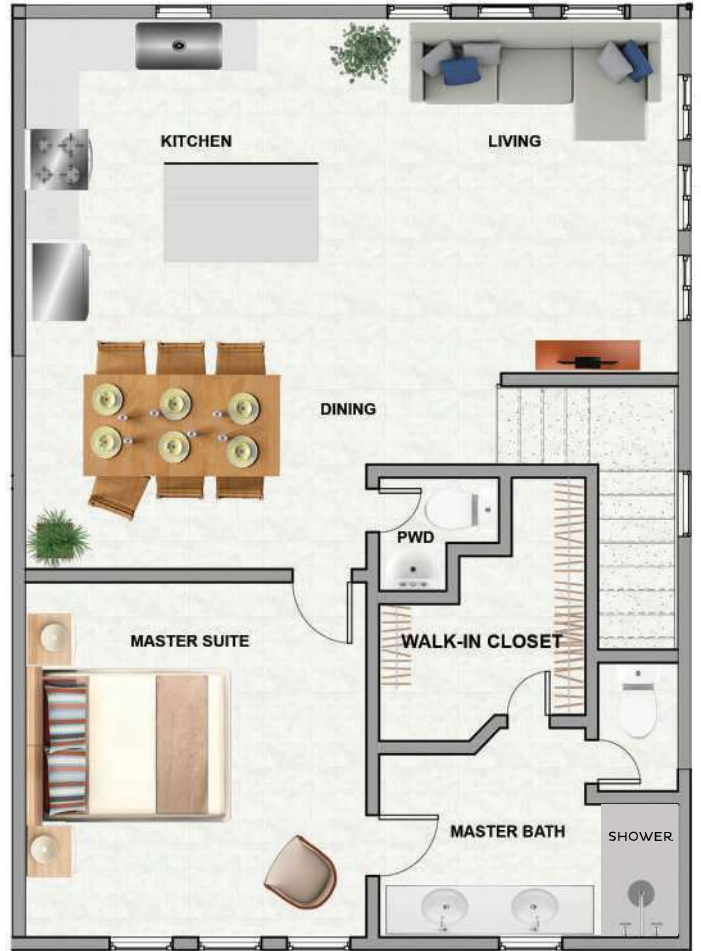 KITCHEN
LIVING
DINING
PWD
MASTER SUITE
WALK-IN CLOSET
MASTER BATH
SHOWER